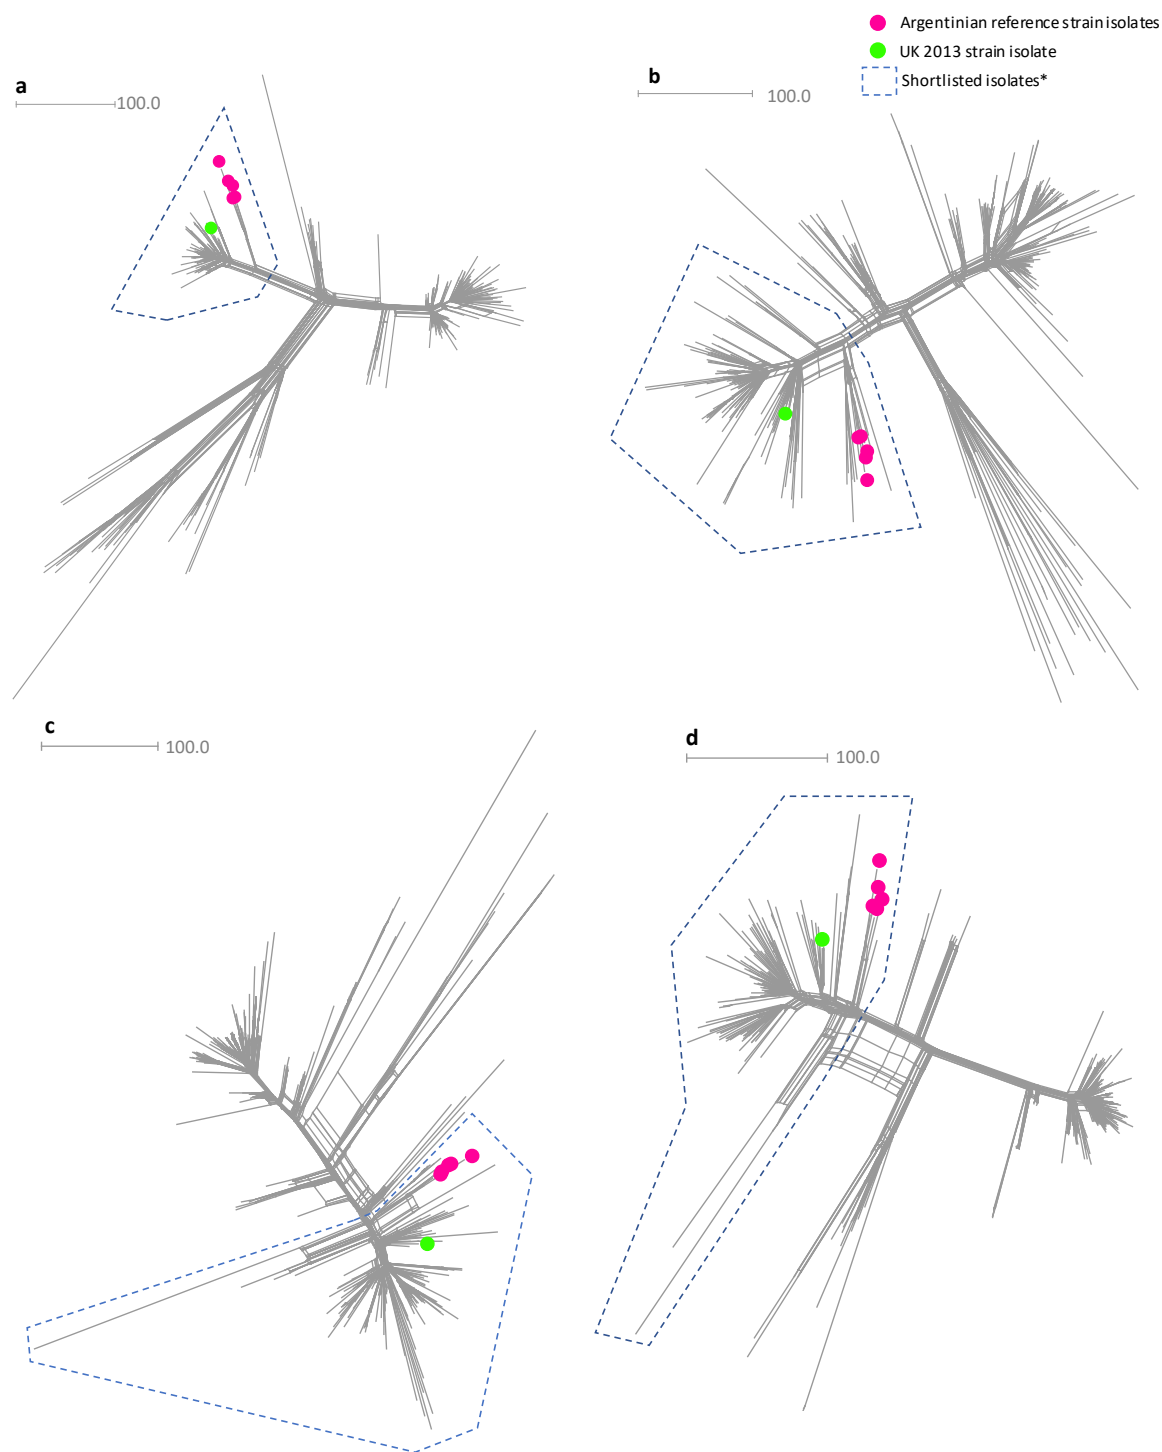 Argentinian reference strain isolates
UK 2013 strain isolate
Shortlisted isolates*
a
100.0
b
100.0
c
100.0
d
100.0